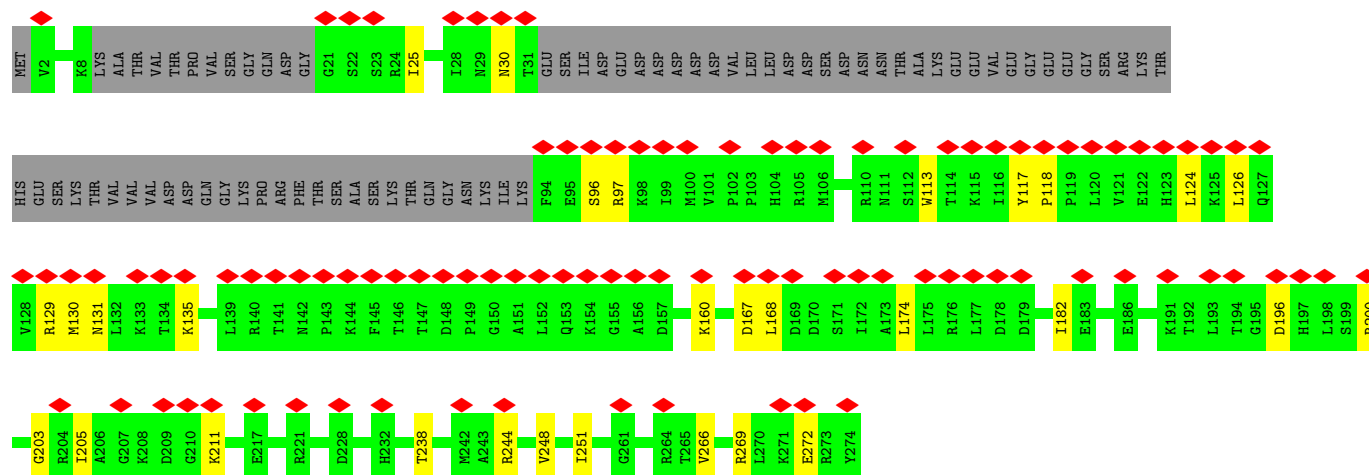 MET V2 K8 LYS ALA THR VAL THR PRO VAL SER GLY GLN ASP GLY G21 S22 S23 R24 I25 I28 N29 N30 T31 GLU SER ILE ASP GLU ASP ASP ASP ASP ASP VAL LEU LEU ASP ASP SER ASP ASN ASN THR ALA LYS GLU GLU VAL GLU GLY GLU GLU GLY SER ARG LYS THR
HIS GLU SER LYS THR VAL VAL VAL ASP ASP GLN GLY LYS PRO ARG PHE THR SER ALA SER LYS THR GLN GLY ASN LYS ILE LYS F94 E95 S96 R97 K98 I99 M100 V101 P102 P103 H104 R105 M106 R110 N111 S112 W113 T114 K115 I116 Y117 P118 P119 L120 V121 E122 H123 L124 K125 L126 Q127
V128 R129 M130 N131 L132 K133 T134 K135 L139 R140 T141 N142 P143 K144 F145 T146 T147 D148 P149 G150 A151 L152 Q153 K154 G155 A156 D157 K160 D167 L168 D169 D170 S171 I172 A173 L174 L175 R176 L177 D178 D179 I182 E183 E186 K191 T192 L193 T194 G195 D196 H197 L198 S199 R200
G203 R204 I205 A206 G207 K208 D209 G210 K211 E217 R221 D228 H232 T238 M242 A243 R244 V248 I251 G261 R264 T265 V266 R269 L270 K271 E272 R273 Y274